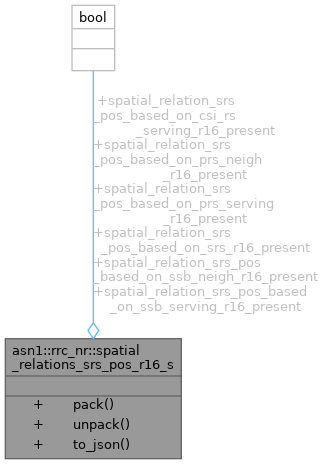 bool
+spatial_relation_srs
_pos_based_on_csi_rs
_serving_r16_present
+spatial_relation_srs
_pos_based_on_prs_neigh
_r16_present
+spatial_relation_srs
_pos_based_on_prs_serving
_r16_present
+spatial_relation_srs
_pos_based_on_srs_r16_present
+spatial_relation_srs_pos
_based_on_ssb_neigh_r16_present
+spatial_relation_srs_pos_based
_on_ssb_serving_r16_present
asn1::rrc_nr::spatial
_relations_srs_pos_r16_s
+ pack()
+ unpack()
+ to_json()